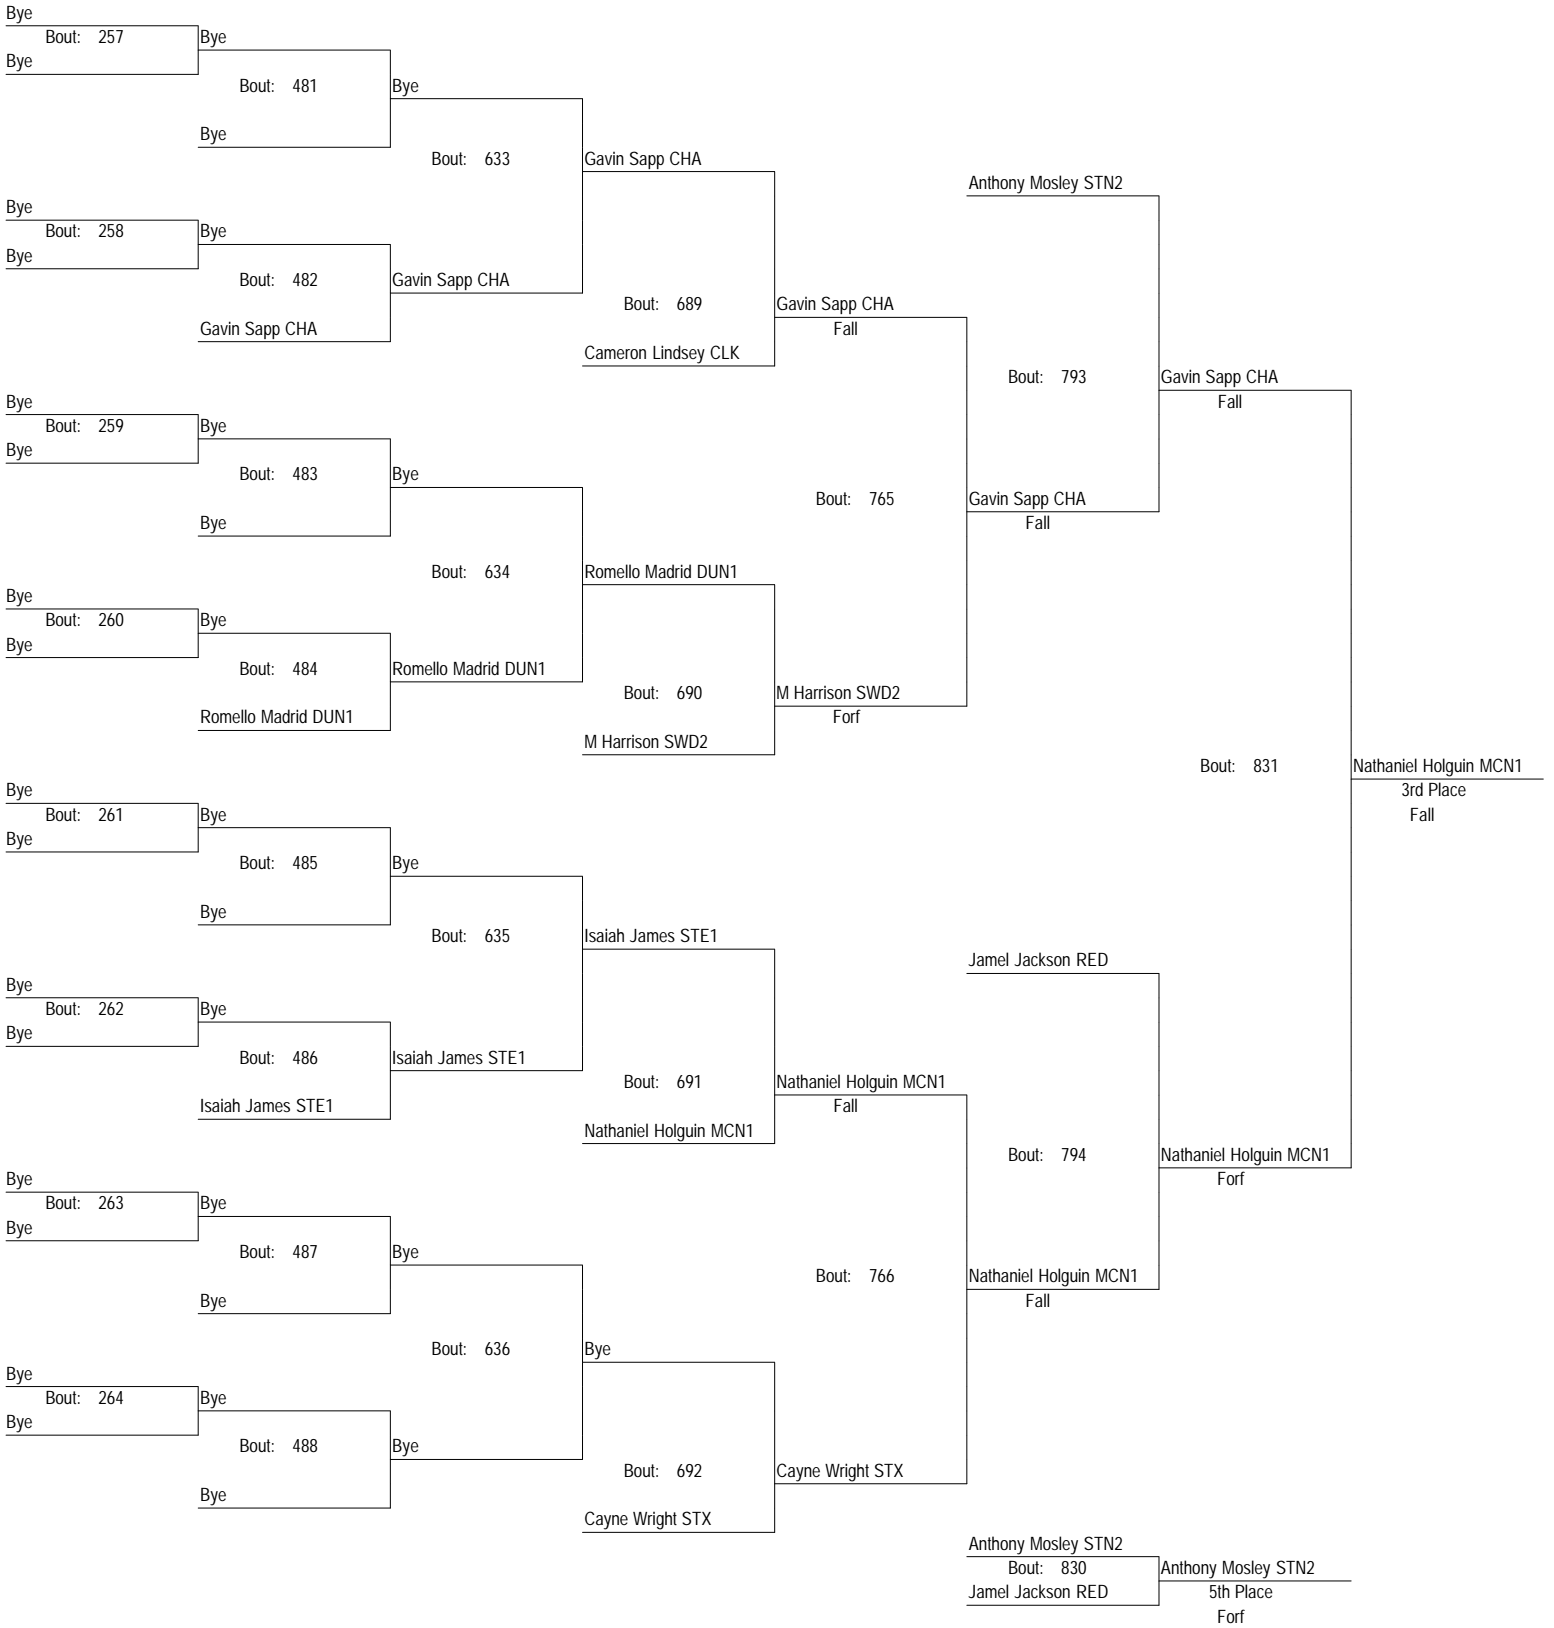 Bye
Bout: 257
Bye
Bye
Bout: 481
Bye
Bye
Bout: 633
Gavin Sapp CHA
Anthony Mosley STN2
Bye
Bout: 258
Bye
Bye
Bout: 482
Gavin Sapp CHA
Gavin Sapp CHA
Bout: 689
Gavin Sapp CHA
Fall
Cameron Lindsey CLK
Bout: 793
Gavin Sapp CHA
Fall
Bye
Bout: 259
Bye
Bye
Bout: 483
Bye
Bye
Bout: 765
Gavin Sapp CHA
Fall
Bout: 634
Romello Madrid DUN1
Bye
Bout: 260
Bye
Bye
Bout: 484
Romello Madrid DUN1
Romello Madrid DUN1
Bout: 690
M Harrison SWD2
Forf
M Harrison SWD2
Bout: 831
Nathaniel Holguin MCN1
3rd Place
Fall
Bye
Bout: 261
Bye
Bye
Bout: 485
Bye
Bye
Bout: 635
Isaiah James STE1
Jamel Jackson RED
Bye
Bout: 262
Bye
Bye
Bout: 486
Isaiah James STE1
Isaiah James STE1
Bout: 691
Nathaniel Holguin MCN1
Fall
Nathaniel Holguin MCN1
Bout: 794
Nathaniel Holguin MCN1
Forf
Bye
Bout: 263
Bye
Bye
Bout: 487
Bye
Bye
Bout: 766
Nathaniel Holguin MCN1
Fall
Bout: 636
Bye
Bye
Bout: 264
Bye
Bye
Bout: 488
Bye
Bye
Bout: 692
Cayne Wright STX
Cayne Wright STX
Anthony Mosley STN2
Bout: 830
Jamel Jackson RED
Anthony Mosley STN2
5th Place
Forf